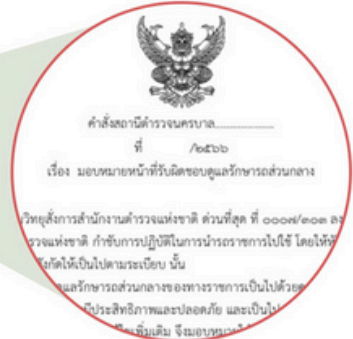 คำสั่งสถานีตำรวจนครบาล....................
ที่ /๒๕๖๖
เรื่อง มอบหมายหน้าที่รับผิดชอบดูแลรักษารถส่วนกลาง
วิทยุสั่งการสำนักงานตำรวจแห่งชาติ ด่วนที่สุด ที่ ๐๐๐๗/๓๐๓ ลง
รวจแห่งชาติ กำชับการปฏิบัติในการนำรถราชการไปใช้ โดยให้
ังกัดให้เป็นไปตามระเบียบ นั้น
ูแลรักษารถส่วนกลางของทางราชการเป็นไปด้วย
มีประสิทธิภาพและปลอดภัย และเป็นไป
เพิ่มเติม จึงมอบหมาย